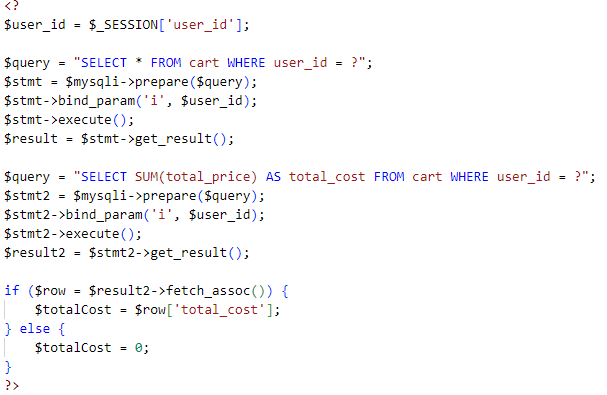 <?
$user_id = $_SESSION['user_id'];

$query = "SELECT * FROM cart WHERE user_id = ?";
$stmt = $mysqli->prepare($query);
$stmt->bind_param('i', $user_id);
$stmt->execute();
$result = $stmt->get_result();

$query = "SELECT SUM(total_price) AS total_cost FROM cart WHERE user_id = ?";
$stmt2 = $mysqli->prepare($query);
$stmt2->bind_param('i', $user_id);
$stmt2->execute();
$result2 = $stmt2->get_result();

if ($row = $result2->fetch_assoc()) {
    $totalCost = $row['total_cost'];
} else {
    $totalCost = 0;
}
?>